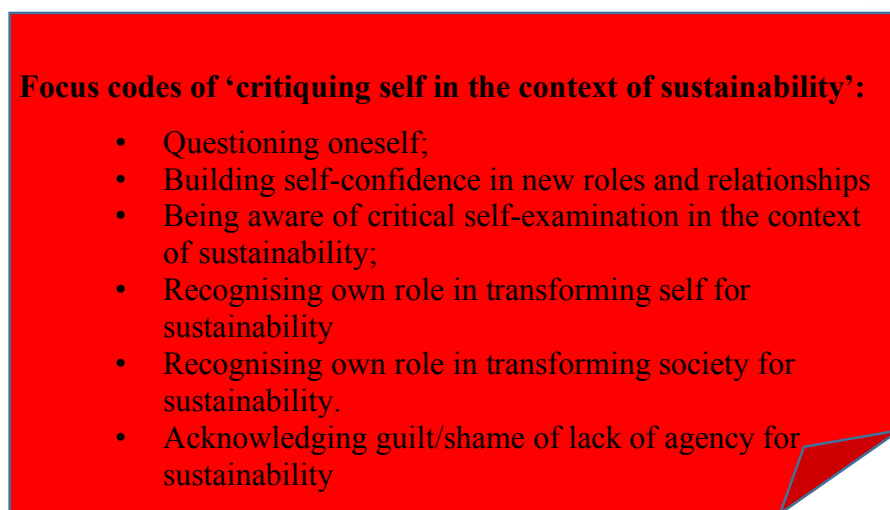 Focus codes of ‘critiquing self in the context of sustainability’:
• Questioning oneself;
• Building self-confidence in new roles and relationships
• Being aware of critical self-examination in the context
of sustainability;
• Recognising own role in transforming self for
sustainability
• Recognising own role in transforming society for
sustainability.
• Acknowledging guilt/shame of lack of agency for
sustainability